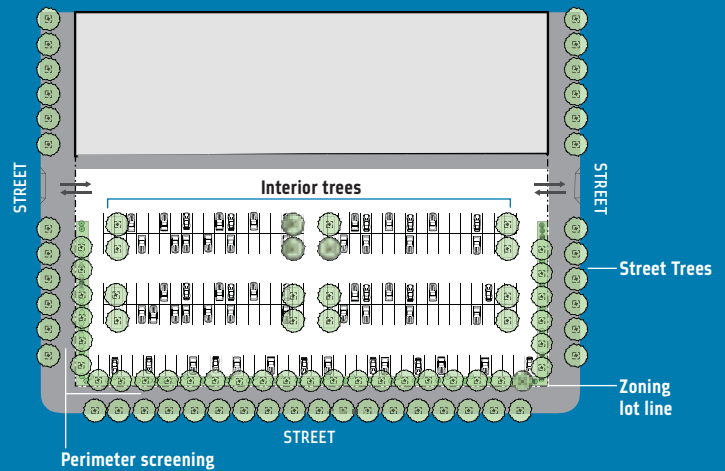 STREET
STREET
Interior trees
Street Trees
Zoning
lot line
STREET
Perimeter screening